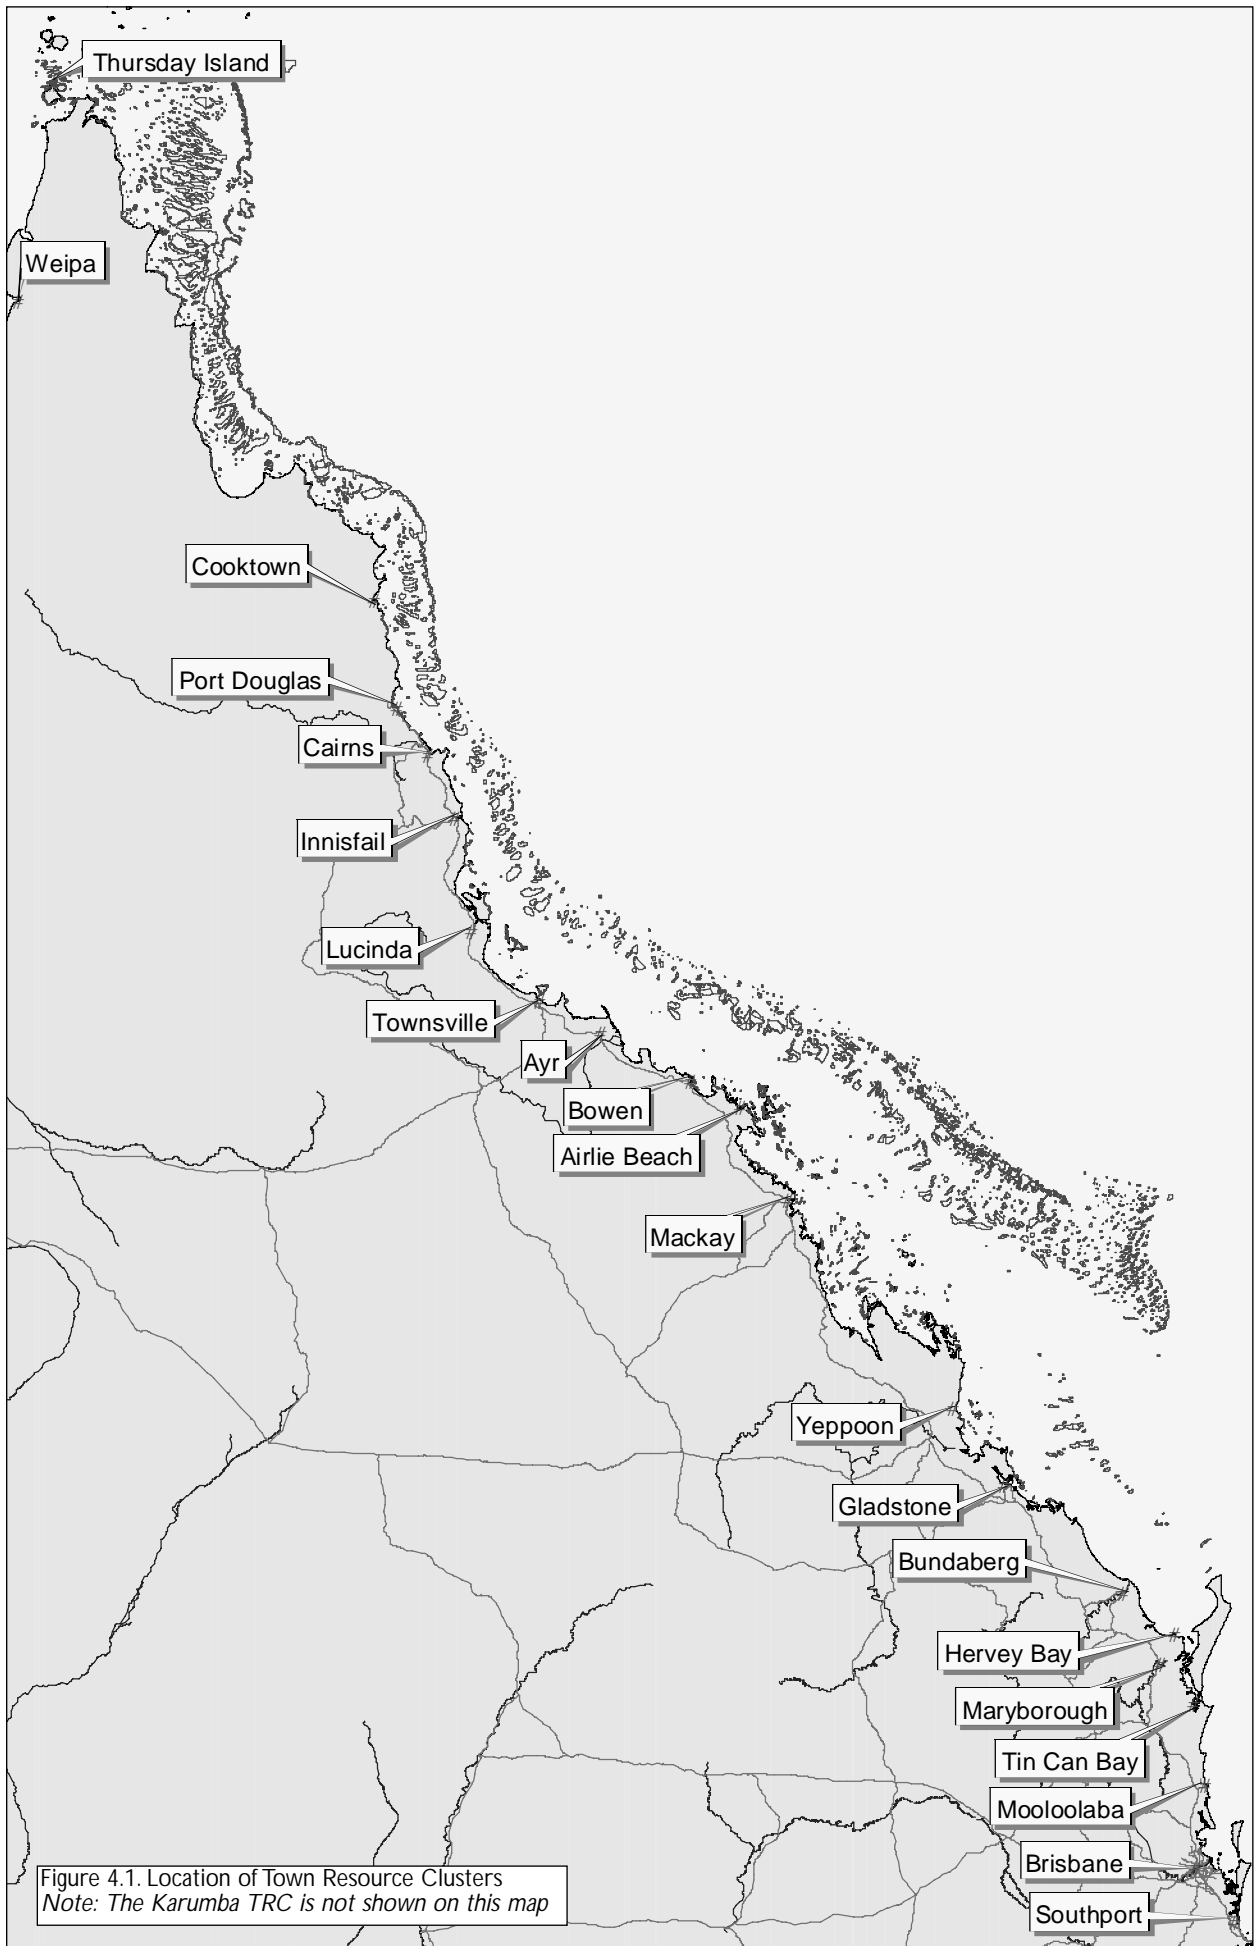 Thursday Island
Weipa
Cooktown
Port Douglas
Cairns
Innisfail
Lucinda
Townsville
Ayr
Bowen
Airlie Beach
Mackay
Yeppoon
Gladstone
Bundaberg
Hervey Bay
Maryborough
Tin Can Bay
Mooloolaba
Brisbane
Southport
Figure 4.1. Location of Town Resource Clusters
Note: The Karumba TRC is not shown on this map